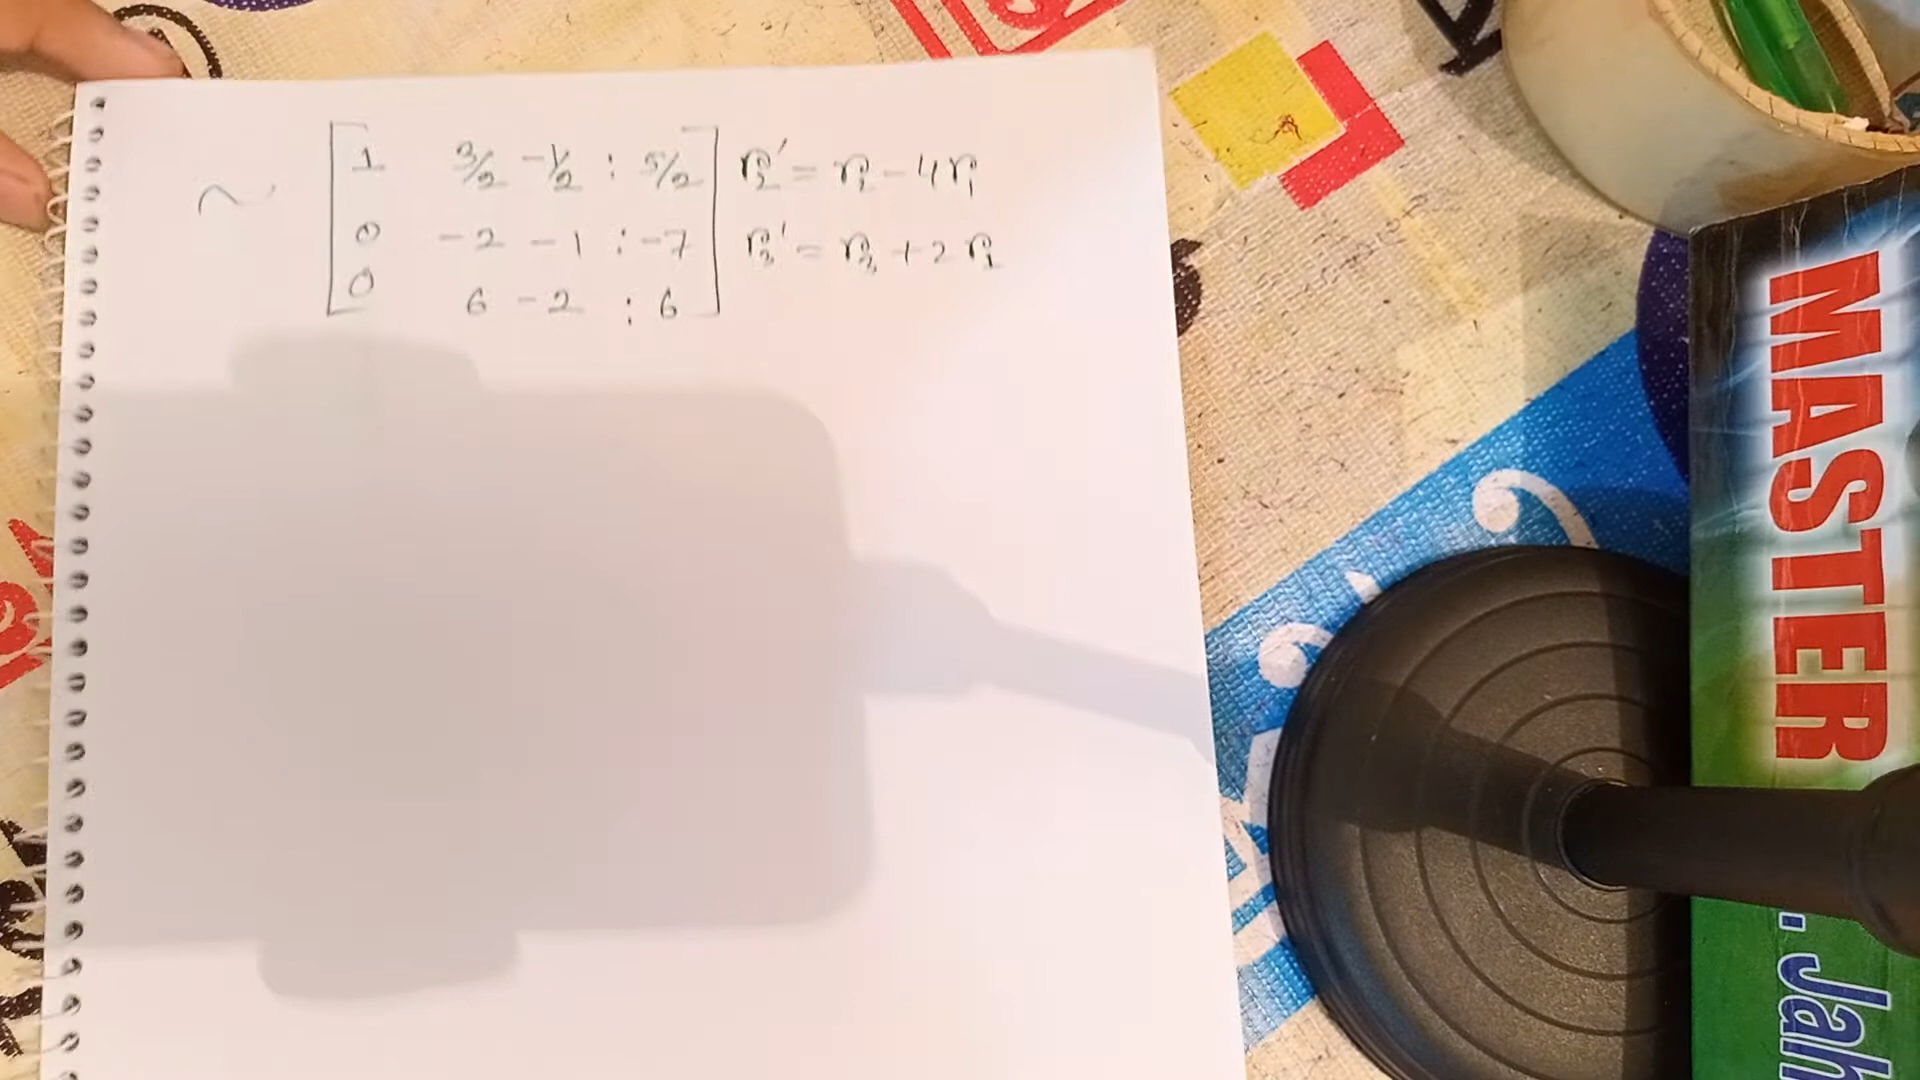 ~ [ 1 3/2 -1/2 : 5/2 ] r₂' = r₂ - 4r₁
0 -2 -1 : -7 r₃' = r₃ + 2r₁
0 6 -2 : 6
MASTER
. Jah